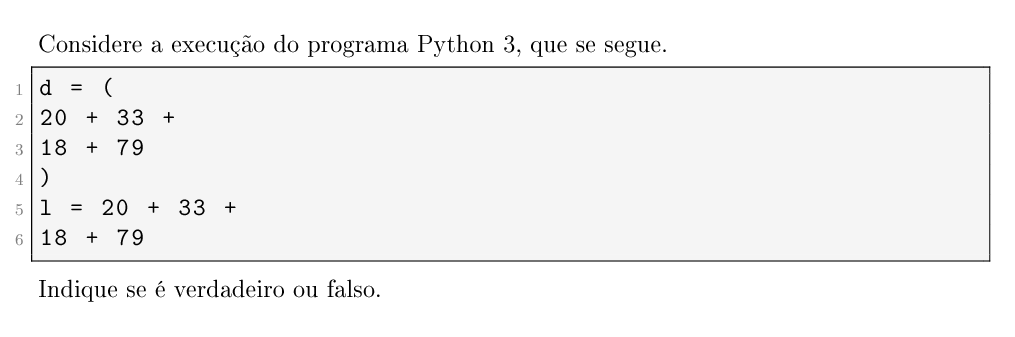 Considere a execução do programa Python 3, que se segue.
1 d = (
2 20 + 33 +
3 18 + 79
4 )
5 l = 20 + 33 +
6 18 + 79
Indique se é verdadeiro ou falso.